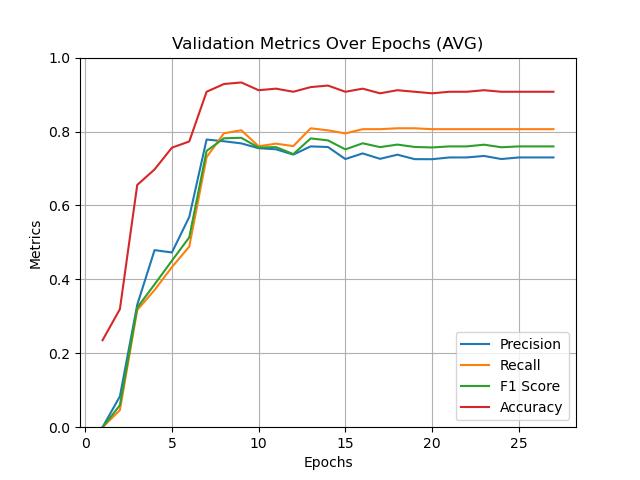 Validation Metrics Over Epochs (AVG)
1.0
0.8
0.6
0.4
0.2
0.0
Metrics
0 5 10 15 20 25
Epochs
Precision
Recall
F1 Score
Accuracy